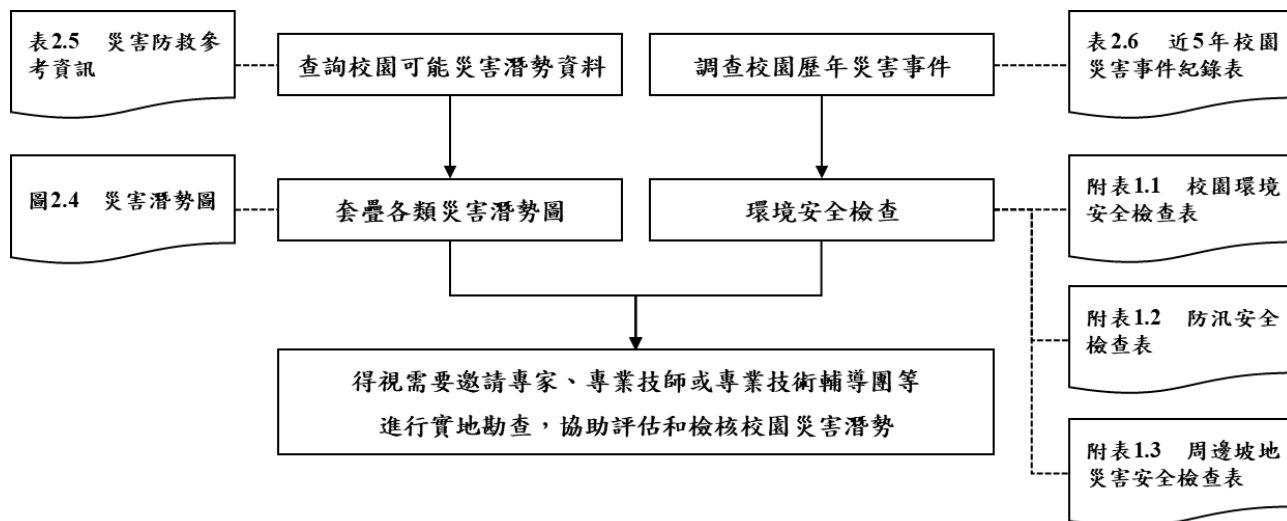 表2.5 災害防救參
考資訊
查詢校園可能災害潛勢資料
調查校園歷年災害事件
表2.6 近5年校園
災害事件紀錄表
圖2.4 災害潛勢圖
套疊各類災害潛勢圖
環境安全檢查
附表1.1 校園環境
安全檢查表
附表1.2 防汛安全
檢查表
得視需要邀請專家、專業技師或專業技術輔導團等
進行實地勘查，協助評估和檢核校園災害潛勢
附表1.3 周邊坡地
災害安全檢查表